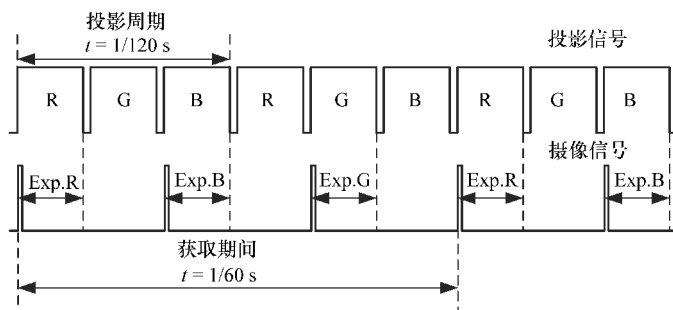 投影周期
t = 1/120 s
投影信号
R G B R G B R G B
摄像信号
Exp.R Exp.B Exp.G Exp.R Exp.B
获取期问
t = 1/60 s